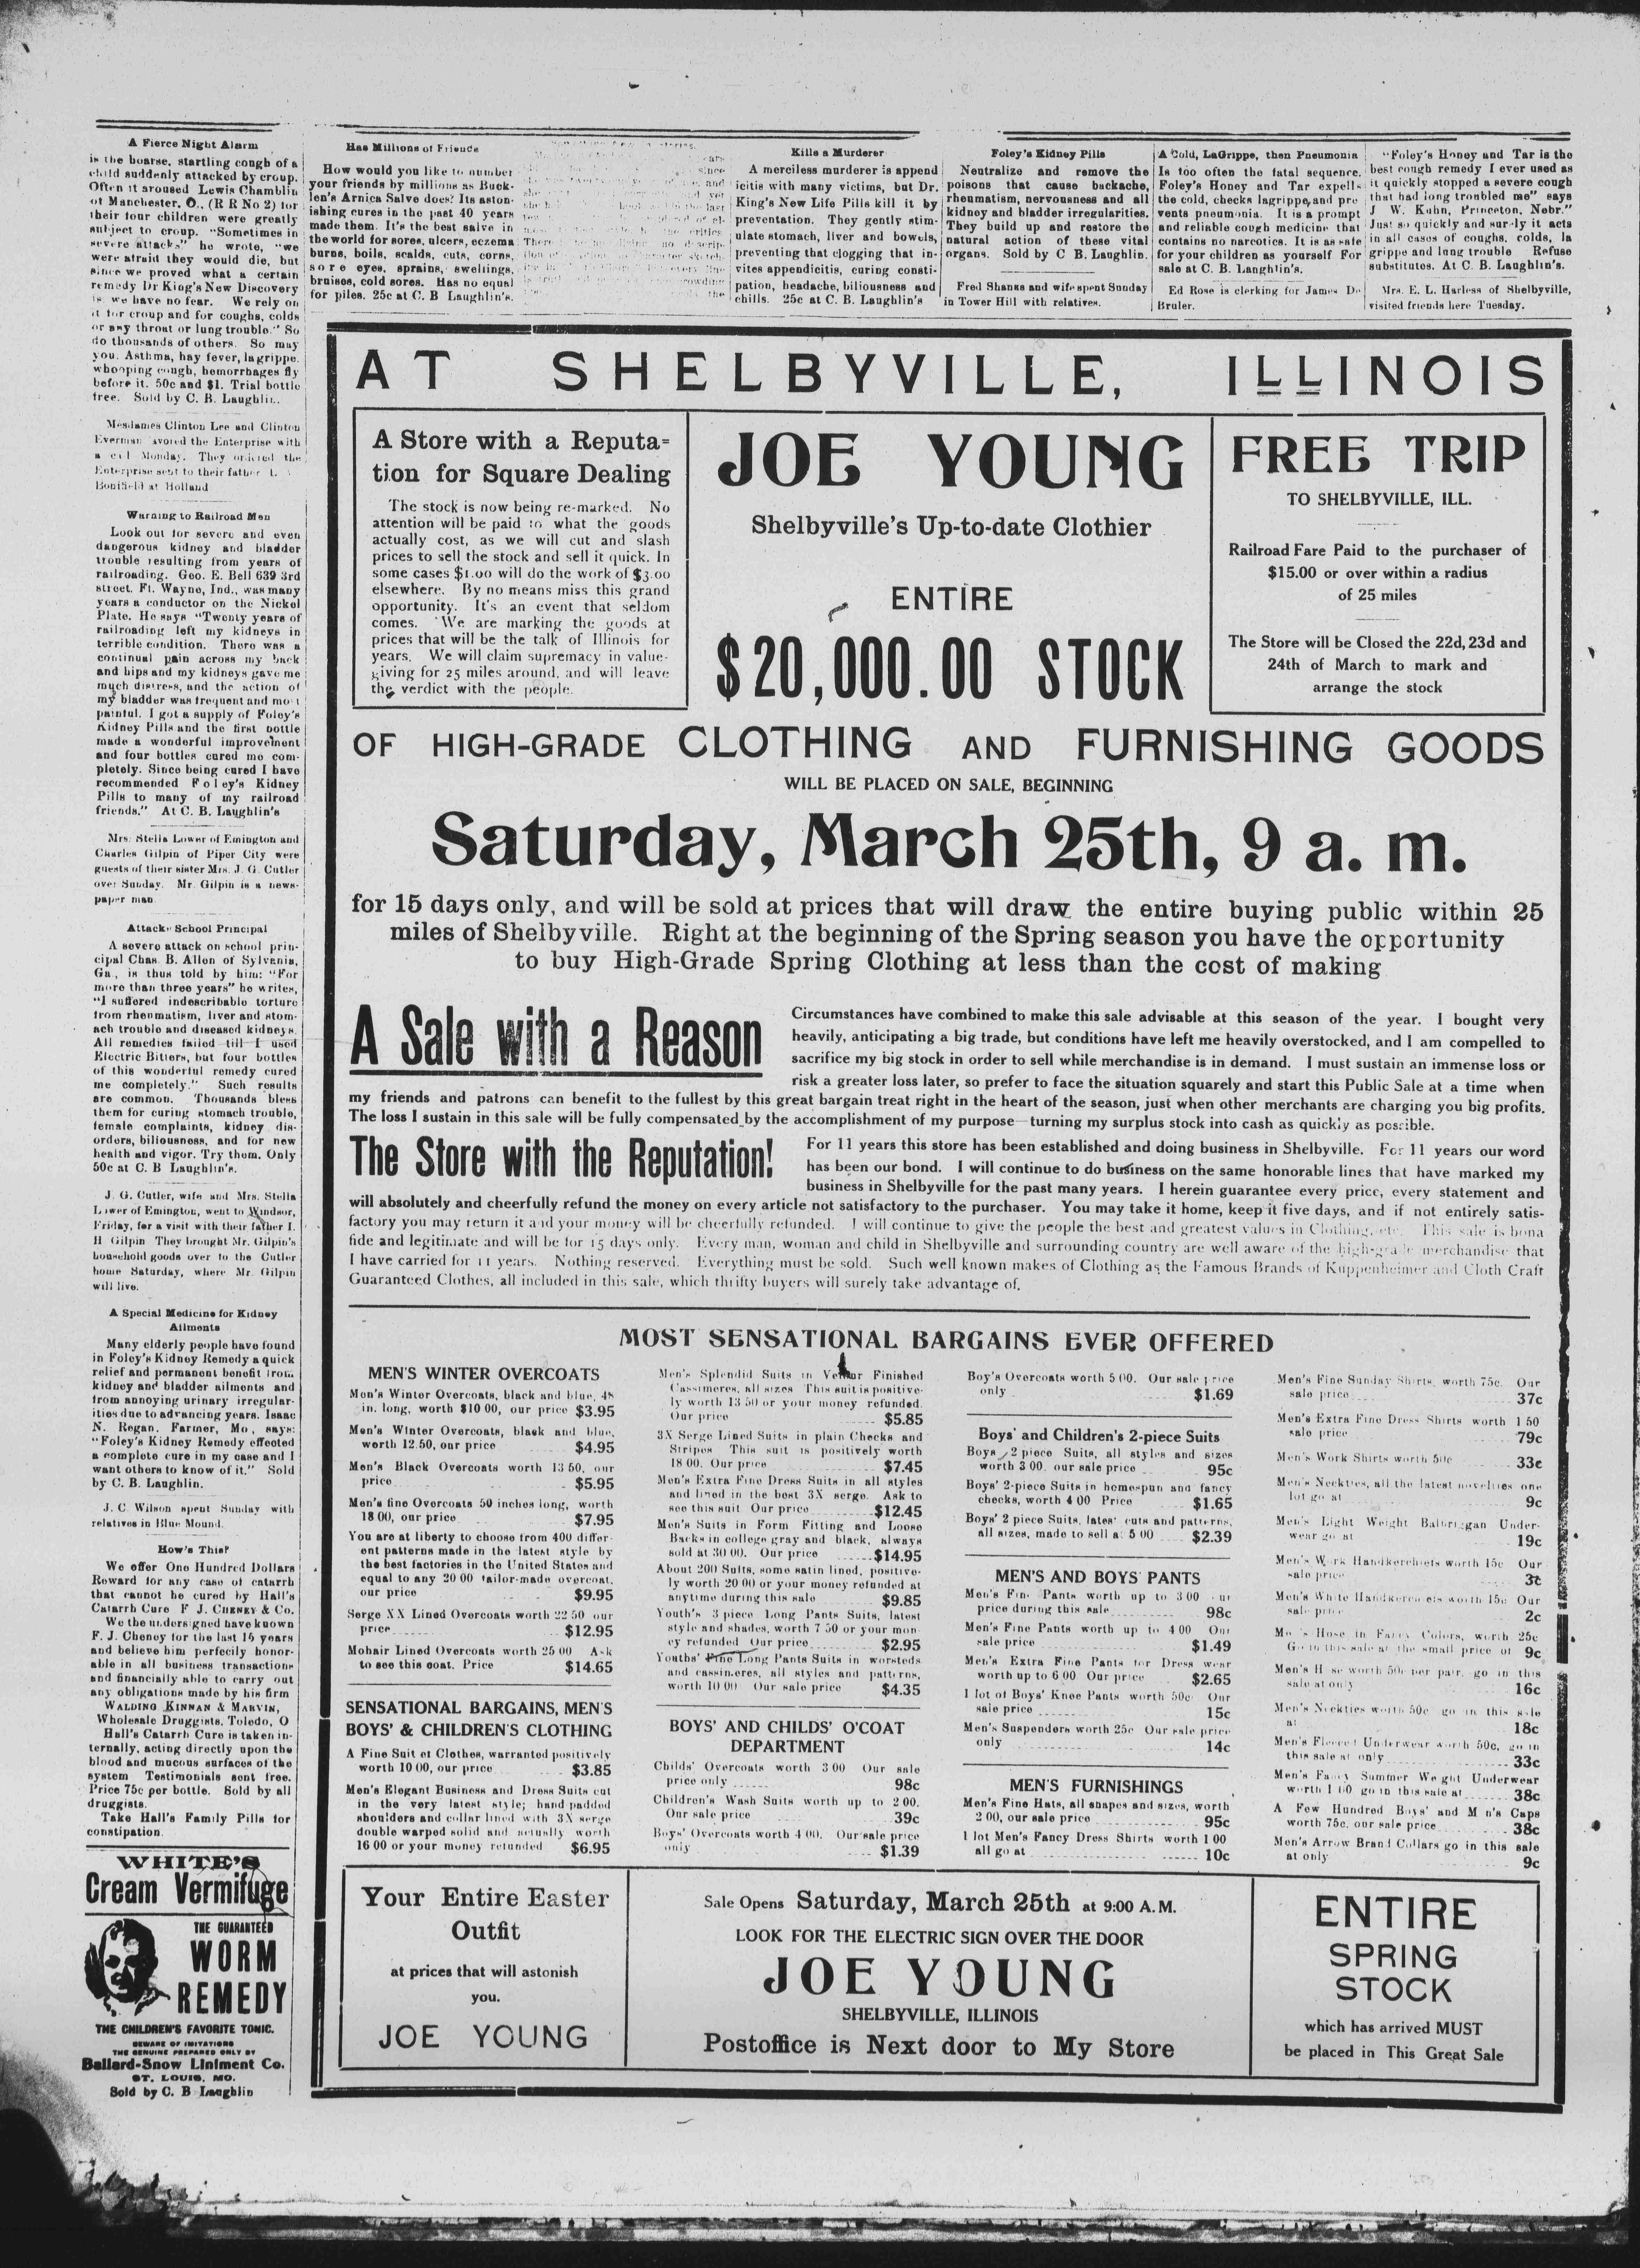 A Fierce Night Alarm
is the hoarse, startling cough of a
child suddenly attacked by croup.
Often it aroused Lewis Chamblin
of Manchester, O., (R R No 2) for
their four children were greatly
subject to croup. "Sometimes in
severe attacks" he wrote, "we
were afraid they would die, but
since we proved what a certain
remedy Dr King's New Discovery
is we have no fear. We rely on
it for croup and for coughs, colds
or any throat or lung trouble." So
do thousands of others. So may
you. Asthma, hay fever, lagrippe,
whooping cough, hemorrhages fly
before it. 50c and $1. Trial bottle
free. Sold by C. B. Laughlin.
Mesdames Clinton Lee and Clinton
Everman avored the Enterprise with
a call Monday. They ordered the
Enterprise sent to their father
Bonifield at Holland
Warning to Railroad Men
Look out for severe and even
dangerous kidney and bladder
trouble resulting from years of
railroading. Geo. E. Bell 639 3rd
street, Ft. Wayne, Ind., was many
years a conductor on the Nickel
Plate. He says "Twenty years of
railroading left my kidneys in
terrible condition. There was a
continual pain across my back
and hips and my kidneys gave me
much distress, and the action of
my bladder was frequent and most
painful. I got a supply of Foley's
Kidney Pills and the first bottle
made a wonderful improvement
and four bottles cured me com-
pletely. Since being cured I have
recommended Foley's Kidney
Pills to many of my railroad
friends." At C. B. Laughlin's
Mrs. Stella Lower of Emington and
Charles Gilpin of Piper City were
guests of their sister Mrs. J. G. Cutler
over Sunday. Mr. Gilpin is a news-
paper man
Attacks School Principal
A severe attack on school prin-
cipal Chas. B. Allen of Sylvania,
Ga., is thus told by him: "For
more than three years" he writes,
"I suffered indescribable torture
from rheumatism, liver and stom-
ach trouble and diseased kidneys.
All remedies failed till I used
Electric Bitters, but four bottles
of this wonderful remedy cured
me completely." Such results
are common. Thousands bless
them for curing stomach trouble,
female complaints, kidney dis-
orders, biliousness, and for new
health and vigor. Try them. Only
50c at C. B Laughlin's.
J. G. Cutler, wife and Mrs. Stella
Lower of Emington, went to Windsor,
Friday, for a visit with their father I.
H Gilpin They brought Mr. Gilpin's
household goods over to the Cutler
home Saturday, where Mr. Gilpin
will live.
A Special Medicine for Kidney
Ailments
Many elderly people have found
in Foley's Kidney Remedy a quick
relief and permanent benefit from
kidney and bladder ailments and
from annoying urinary irregular-
ities due to advancing years. Isaac
N. Regan, Farmer, Mo., says:
"Foley's Kidney Remedy effected
a complete cure in my case and I
want others to know of it." Sold
by C. B. Laughlin.
J. C. Wilson spent Sunday with
relatives in Blue Mound.
How's This?
We offer One Hundred Dollars
Reward for any case of catarrh
that cannot be cured by Hall's
Catarrh Cure F J. CHENEY & Co.
We the undersigned have known
F. J. Cheney for the last 15 years
and believe him perfecily honor-
able in all business transactions
and financially able to carry out
any obligations made by his firm
WALDING KINNAN & MARVIN,
Wholesale Druggists, Toledo, O
Hall's Catarrh Cure is taken in-
ternally, acting directly upon the
blood and mucous surfaces of the
system Testimonials sent free.
Price 75c per bottle. Sold by all
druggists.
Take Hall's Family Pills for
constipation.
WHITE'S
Cream Vermifuge
THE GUARANTEED
WORM
REMEDY
THE CHILDREN'S FAVORITE TONIC.
BEWARE OF IMITATIONS
THE GENUINE PREPARED ONLY BY
Ballard-Snow Liniment Co.
ST. LOUIS, MO.
Sold by C. B Laughlin
Has Millions of Friends
How would you like to number
your friends by millions as Buck-
len's Arnica Salve does? Its aston-
ishing cures in the past 40 years
made them. It's the best salve in
the world for sores, ulcers, eczema
burns, boils, scalds, cuts, corns,
sore eyes, sprains, swellings,
bruises, cold sores. Has no equal
for piles. 25c at C. B Laughlin's.
since
and
yet
last
critics
There no descrip-
sketch
every line
crowding
the
Kills a Murderer
A merciless murderer is append
icitis with many victims, but Dr.
King's New Life Pills kill it by
preventation. They gently stim-
ulate stomach, liver and bowels,
preventing that clogging that in-
vites appendicitis, curing consti-
pation, headache, biliousness and
chills. 25c at C. B. Laughlin's
Foley's Kidney Pills
Neutralize and remove the
poisons that cause backache,
rheumatism, nervousness and all
kidney and bladder irregularities.
They build up and restore the
natural action of these vital
organs. Sold by C B. Laughlin.
Fred Shanks and wife spent Sunday
in Tower Hill with relatives.
A Cold, LaGrippe, then Pneumonia
Is too often the fatal sequence.
Foley's Honey and Tar expells
the cold, checks lagrippe, and pre
vents pneumonia. It is a prompt
and reliable cough medicine that
contains no narcotics. It is as safe
for your children as yourself For
sale at C. B. Langhlin's.
Ed Rose is clerking for James De
Bruler.
"Foley's Honey and Tar is the
best cough remedy I ever used as
it quickly stopped a severe cough
that had long troubled me" says
J W. Kuhn, Princeton, Nebr."
Just so quickly and surely it acts
in all cases of coughs, colds, la
grippe and lung trouble Refuse
substitutes. At C. B. Laughlin's.
Mrs. E. L. Harless of Shelbyville,
visited friends here Tuesday.
AT SHELBYVILLE, ILLINOIS
A Store with a Reputa-
tion for Square Dealing
The stock is now being re-marked. No
attention will be paid to what the goods
actually cost, as we will cut and slash
prices to sell the stock and sell it quick. In
some cases $1.00 will do the work of $3.00
elsewhere. By no means miss this grand
opportunity. It's an event that seldom
comes. We are marking the goods at
prices that will be the talk of Illinois for
years. We will claim supremacy in value-
giving for 25 miles around, and will leave
the verdict with the people.
JOE YOUNG
Shelbyville's Up-to-date Clothier
ENTIRE
$20,000.00 STOCK
FREE TRIP
TO SHELBYVILLE, ILL.
Railroad Fare Paid to the purchaser of
$15.00 or over within a radius
of 25 miles
The Store will be Closed the 22d, 23d and
24th of March to mark and
arrange the stock
OF HIGH-GRADE CLOTHING AND FURNISHING GOODS
WILL BE PLACED ON SALE, BEGINNING
Saturday, March 25th, 9 a. m.
for 15 days only, and will be sold at prices that will draw the entire buying public within 25
miles of Shelbyville. Right at the beginning of the Spring season you have the opportunity
to buy High-Grade Spring Clothing at less than the cost of making
A Sale with a Reason
Circumstances have combined to make this sale advisable at this season of the year. I bought very
heavily, anticipating a big trade, but conditions have left me heavily overstocked, and I am compelled to
sacrifice my big stock in order to sell while merchandise is in demand. I must sustain an immense loss or
risk a greater loss later, so prefer to face the situation squarely and start this Public Sale at a time when
my friends and patrons can benefit to the fullest by this great bargain treat right in the heart of the season, just when other merchants are charging you big profits.
The loss I sustain in this sale will be fully compensated by the accomplishment of my purpose—turning my surplus stock into cash as quickly as possible.
The Store with the Reputation!
For 11 years this store has been established and doing business in Shelbyville. For 11 years our word
has been our bond. I will continue to do business on the same honorable lines that have marked my
business in Shelbyville for the past many years. I herein guarantee every price, every statement and
will absolutely and cheerfully refund the money on every article not satisfactory to the purchaser. You may take it home, keep it five days, and if not entirely satis-
factory you may return it and your money will be cheerfully refunded. I will continue to give the people the best and greatest values in Clothing, etc. This sale is bona
fide and legitimate and will be for 15 days only. Every man, woman and child in Shelbyville and surrounding country are well aware of the high-grade merchandise that
I have carried for 11 years. Nothing reserved. Everything must be sold. Such well known makes of Clothing as the Famous Brands of Kuppenheimer and Cloth Craft
Guaranteed Clothes, all included in this sale, which thrifty buyers will surely take advantage of.
MOST SENSATIONAL BARGAINS EVER OFFERED
MEN'S WINTER OVERCOATS
Men's Winter Overcoats, black and blue, 48
in. long, worth $10 00, our price $3.95
Men's Winter Overcoats, black and blue,
worth 12.50, our price $4.95
Men's Black Overcoats worth 13 50, our
price $5.95
Men's fine Overcoats 50 inches long, worth
18 00, our price $7.95
You are at liberty to choose from 400 differ-
ent patterns made in the latest style by
the best factories in the United States and
equal to any 20 00 tailor-made overcoat,
our price $9.95
Serge XX Lined Overcoats worth 22 50 our
price $12.95
Mohair Lined Overcoats worth 25 00 Ask
to see this coat. Price $14.65
SENSATIONAL BARGAINS, MEN'S
BOYS' & CHILDREN'S CLOTHING
A Fine Suit of Clothes, warranted positively
worth 10 00, our price $3.85
Men's Elegant Business and Dress Suits cut
in the very latest style; hand padded
shoulders and collar lined with 3X serge
double warped solid and actually worth
16 00 or your money refunded $6.95
Men's Splendid Suits in Velour Finished
Cassimeres, all sizes This suit is positive-
ly worth 13 50 or your money refunded.
Our price $5.85
3X Serge Lined Suits in plain Checks and
Stripes This suit is positively worth
18 00. Our price $7.45
Men's Extra Fine Dress Suits in all styles
and lined in the best 3X serge. Ask to
see this suit Our price $12.45
Men's Suits in Form Fitting and Loose
Backs in college gray and black, always
sold at 30 00. Our price $14.95
About 200 Suits, some satin lined, positive-
ly worth 20 00 or your money refunded at
anytime during this sale $9.85
Youth's 3 piece Long Pants Suits, latest
style and shades, worth 7 50 or your mon-
ey refunded Our price $2.95
Youths' Fine Long Pants Suits in worsteds
and cassimeres, all styles and patterns,
worth 10 00 Our sale price $4.35
BOYS' AND CHILDS' O'COAT
DEPARTMENT
Childs' Overcoats worth 3 00 Our sale
price only 98c
Children's Wash Suits worth up to 2 00.
Our sale price 39c
Boys' Overcoats worth 4 00. Our sale price
only $1.39
Boy's Overcoats worth 5 00. Our sale price
only $1.69
Boys' and Children's 2-piece Suits
Boys 2 piece Suits, all styles and sizes
worth 3 00. our sale price 95c
Boys' 2-piece Suits in homespun and fancy
checks, worth 4 00 Price $1.65
Boys' 2 piece Suits, latest cuts and patterns,
all sizes, made to sell at 5 00 $2.39
MEN'S AND BOYS' PANTS
Men's Fine Pants worth up to 3 00 our
price during this sale 98c
Men's Fine Pants worth up to 4 00 Our
sale price $1.49
Men's Extra Fine Pants for Dress wear
worth up to 6 00 Our price $2.65
1 lot of Boys' Knee Pants worth 50c Our
sale price 15c
Men's Suspenders worth 25c Our sale price
only 14c
MEN'S FURNISHINGS
Men's Fine Hats, all shapes and sizes, worth
2 00, our sale price 95c
1 lot Men's Fancy Dress Shirts worth 1 00
all go at 10c
Men's Fine Sunday Shirts, worth 75c. Our
sale price 37c
Men's Extra Fine Dress Shirts worth 1 50
sale price 79c
Men's Work Shirts worth 50c 33c
Men's Neckties, all the latest novelties one
lot go at 9c
Men's Light Weight Balbriggan Under-
wear go at 19c
Men's Work Handkerchiefs worth 15c Our
sale price 3c
Men's White Handkerchiefs worth 15c Our
sale price 2c
Men's Hose in Fancy Colors, worth 25c
Go in this sale at the small price of 9c
Men's Hose worth 50c per pair, go in this
sale at only 16c
Men's Neckties worth 50c go in this sale
at 18c
Men's Fleeced Underwear worth 50c, go in
this sale at only 33c
Men's Fancy Summer Weight Underwear
worth 1 00 go in this sale at 38c
A Few Hundred Boys' and Men's Caps
worth 75c. our sale price 38c
Men's Arrow Brand Collars go in this sale
at only 9c
Your Entire Easter
Outfit
at prices that will astonish
you.
JOE YOUNG
Sale Opens Saturday, March 25th at 9:00 A.M.
LOOK FOR THE ELECTRIC SIGN OVER THE DOOR
JOE YOUNG
SHELBYVILLE, ILLINOIS
Postoffice is Next door to My Store
ENTIRE
SPRING
STOCK
which has arrived MUST
be placed in This Great Sale